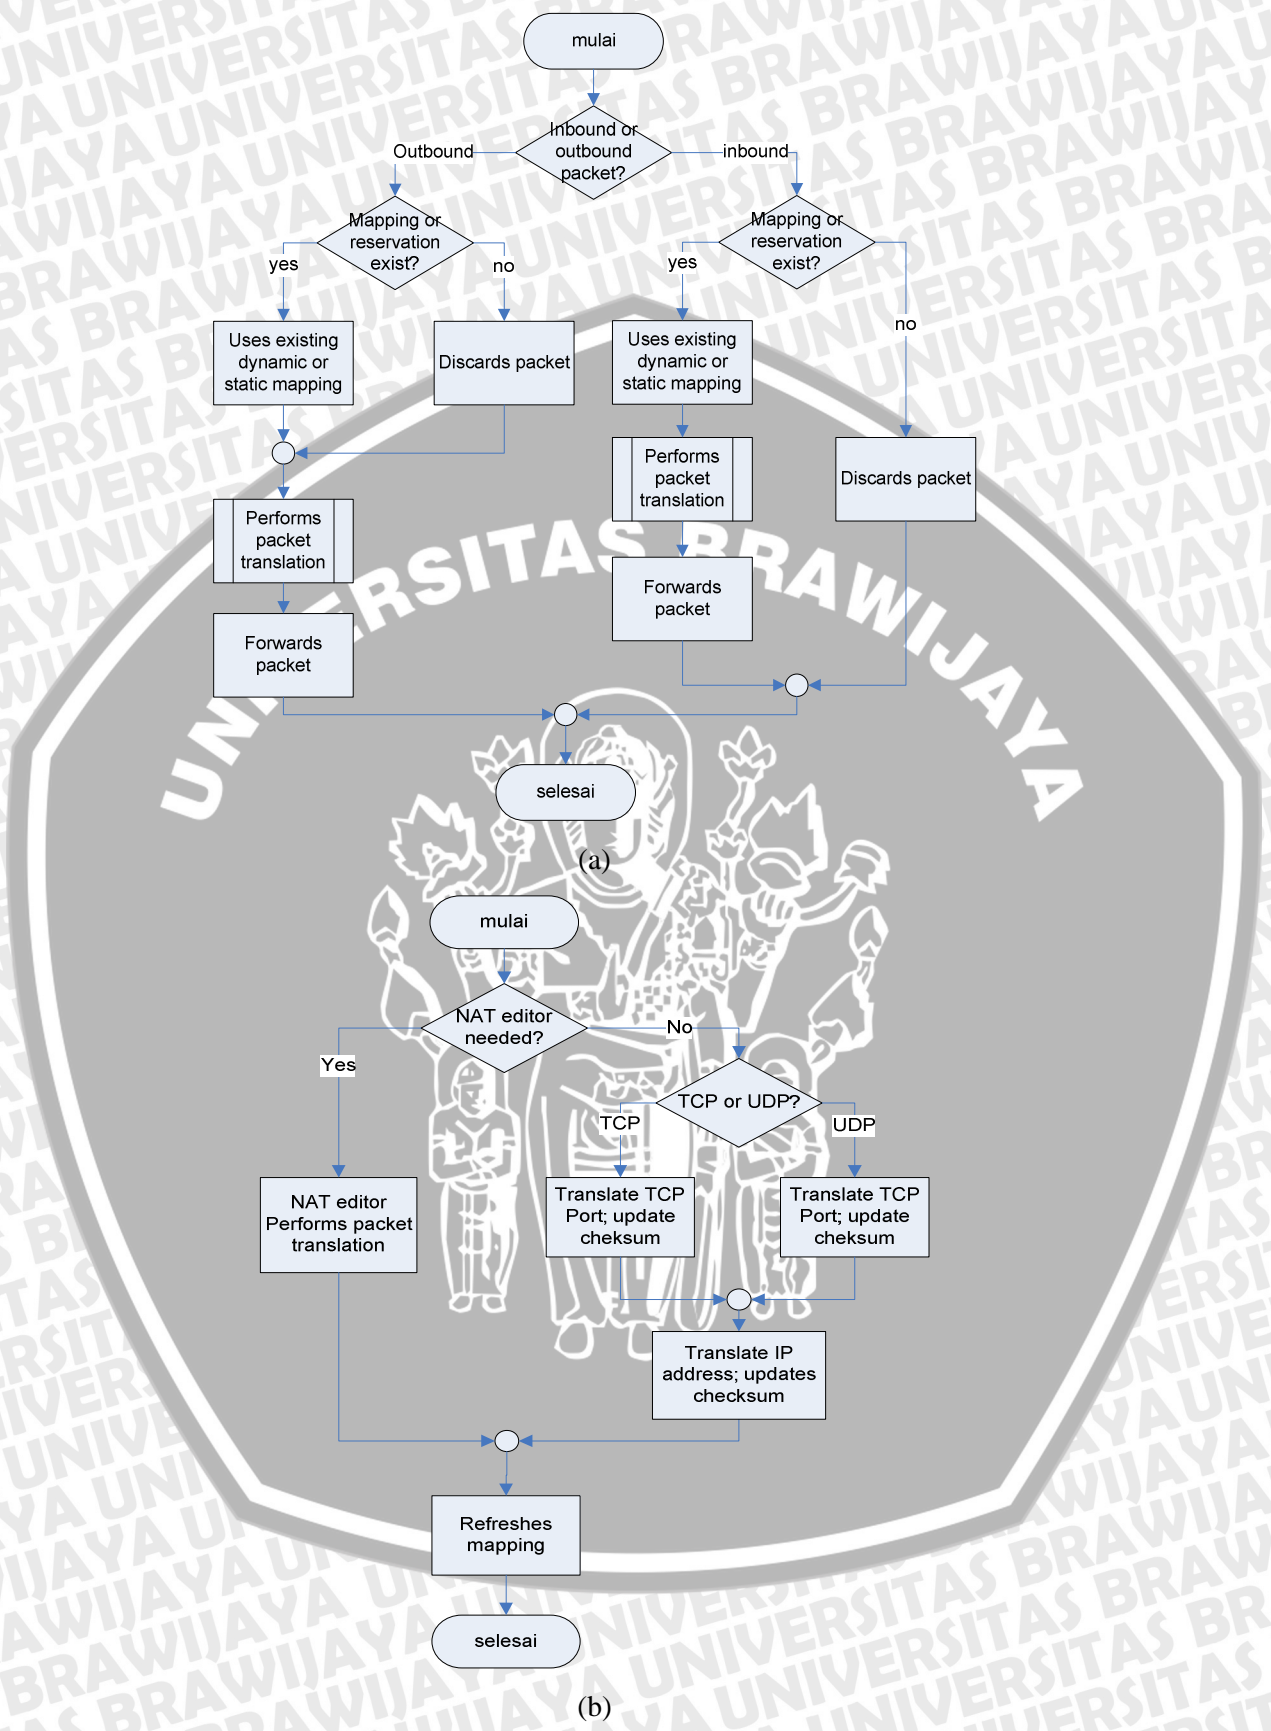 mulai
Inbound or
outbound
packet?
Outbound
inbound
Mapping or
reservation
exist?
Mapping or
reservation
exist?
yes
no
yes
no
Uses existing
dynamic or
static mapping
Discards packet
Uses existing
dynamic or
static mapping
Performs
packet
translation
Discards packet
Performs
packet
translation
Forwards
packet
Forwards
packet
UNIVERSITAS BRAWIJAYA
selesai
(a)
mulai
NAT editor
needed?
No
Yes
TCP or UDP?
TCP
UDP
NAT editor
Performs packet
translation
Translate TCP
Port; update
cheksum
Translate TCP
Port; update
cheksum
Translate IP
address; updates
checksum
Refreshes
mapping
selesai
(b)